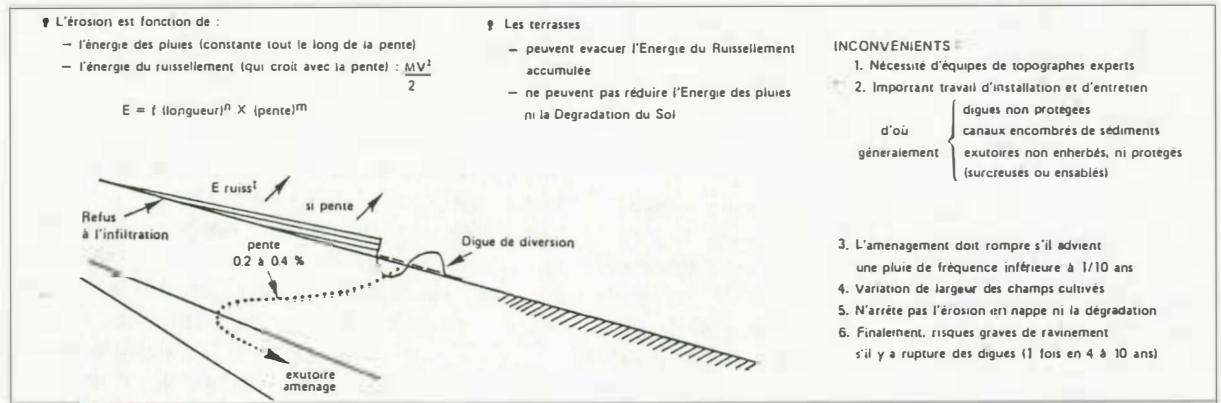 L'érosion est fonction de :
— l'énergie des pluies (constante tout le long de la pente)
— l'énergie du ruissellement (qui croit avec la pente) : MV²
2
E = f (longueur)ⁿ × (pente)ᵐ
Les terrasses
— peuvent evacuer l'Energie du Ruissellement
accumulée
— ne peuvent pas réduire l'Energie des pluies
ni la Degradation du Sol
INCONVÉNIENTS
1. Nécessité d'équipes de topographes experts
2. Important travail d'installation et d'entretien
d'où
généralement
digues non protegées
canaux encombrés de sédiments
exutoires non enherbés, ni protégés
(surcreusés ou ensablés)
3. L'amenagement doit rompre s'il advient
une pluie de fréquence inférieure à 1/10 ans
4. Variation de largeur des champs cultivés
5. N'arrête pas l'érosion en nappe ni la dégradation
6. Finalement, risques graves de ravinement
s'il y a rupture des digues (1 fois en 4 à 10 ans)
E ruissᵗ
si pente
Refus
à l'infiltration
pente
0.2 à 0.4 %
Digue de diversion
exutoire
amenage